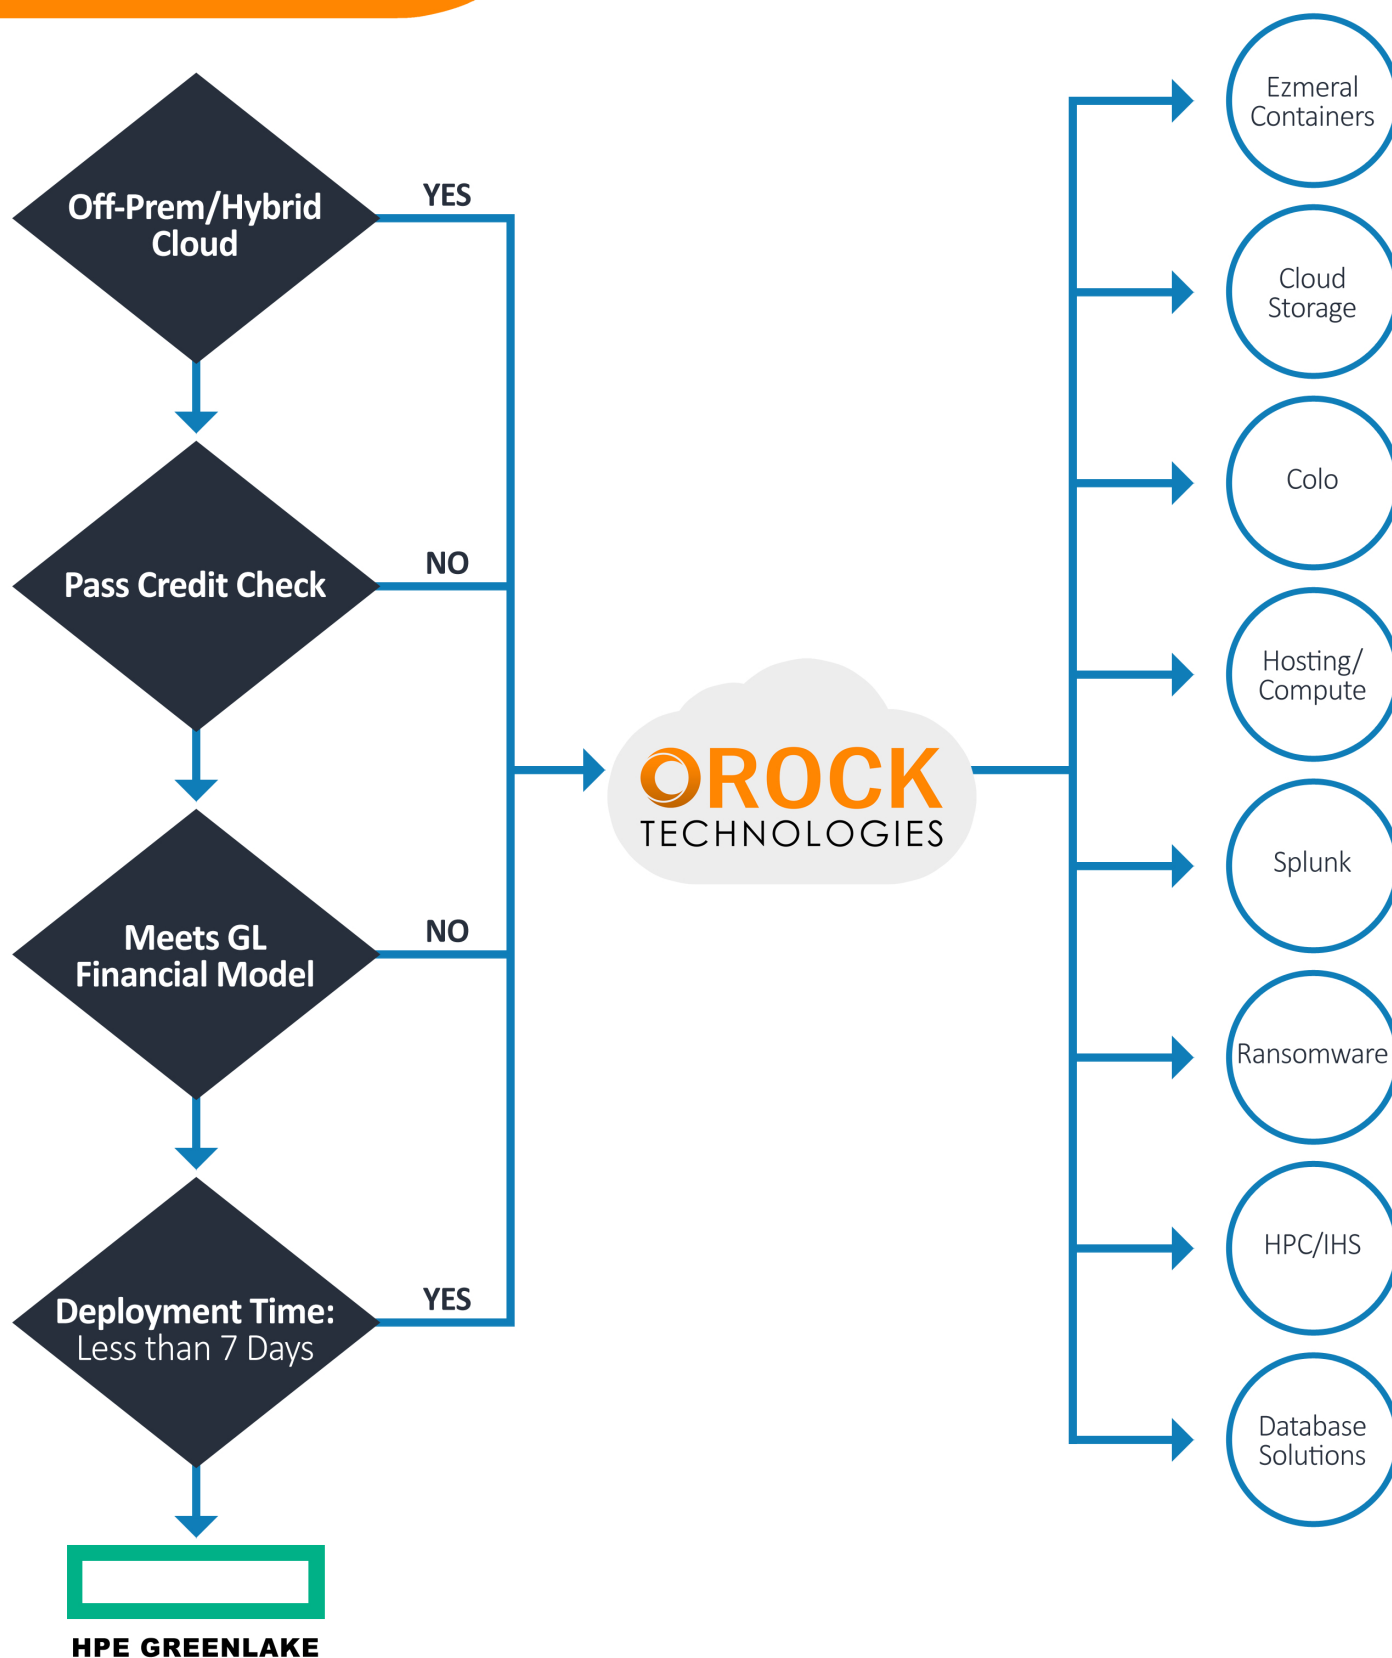 Off-Prem/Hybrid
Cloud
YES
Pass Credit Check
NO
Meets GL
Financial Model
NO
Deployment Time:
Less than 7 Days
YES
HPE GREENLAKE
OROCK
TECHNOLOGIES
Ezmeral
Containers
Cloud
Storage
Colo
Hosting/
Compute
Splunk
Ransomware
HPC/IHS
Database
Solutions